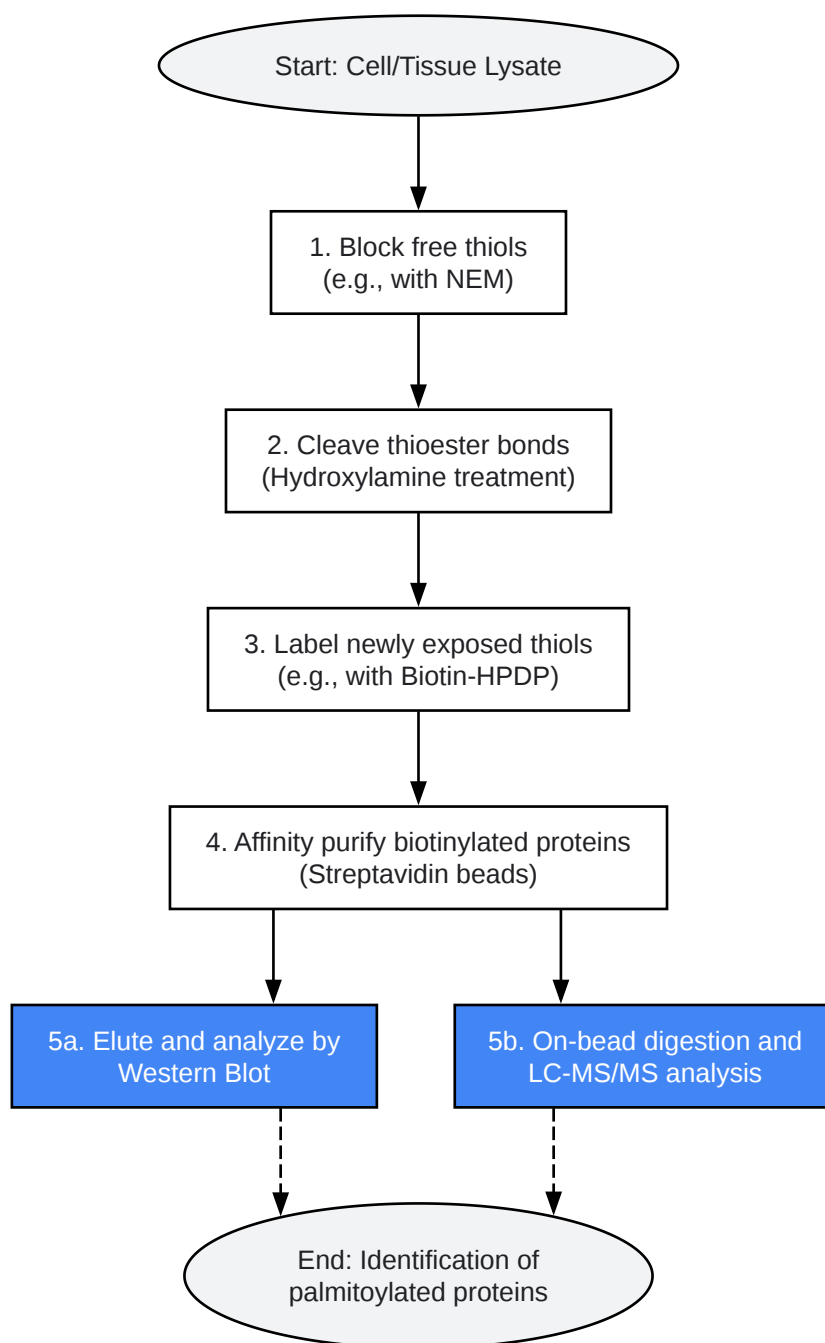 Start: Cell/Tissue Lysate
1. Block free thiols
(e.g., with NEM)
2. Cleave thioester bonds
(Hydroxylamine treatment)
3. Label newly exposed thiols
(e.g., with Biotin-HPDP)
4. Affinity purify biotinylated proteins
(Streptavidin beads)
5a. Elute and analyze by
Western Blot
5b. On-bead digestion and
LC-MS/MS analysis
End: Identification of
palmitoylated proteins